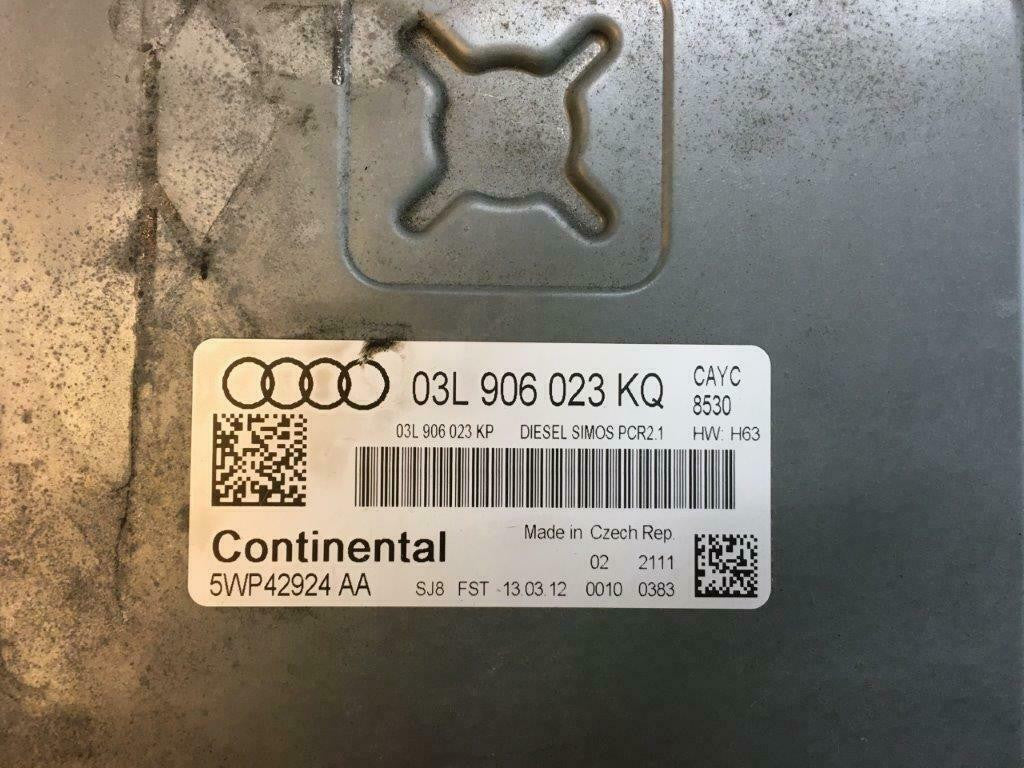 03L 906 023 KQ CAYC
8530
03L 906 023 KP DIESEL SIMOS PCR2.1 HW: H63
Continental Made in Czech Rep.
02 2111
5WP42924 AA SJ8 FST -13.03.12 0010 0383